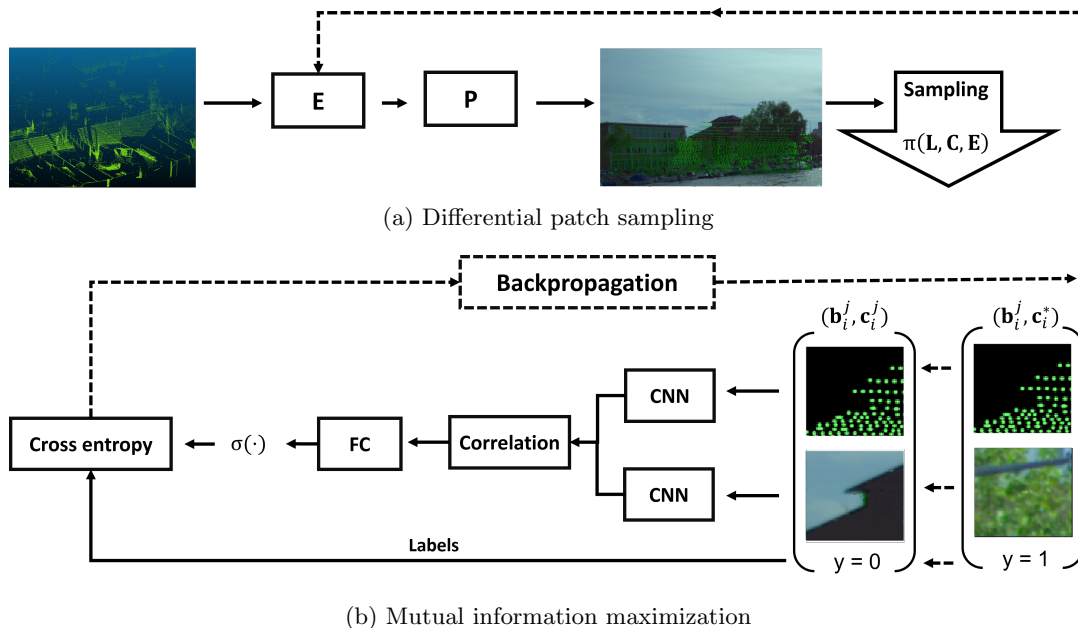 E
P
Sampling
π(L, C, E)
(a) Differential patch sampling
Backpropagation
(b_i^j, c_i^j)
(b_i^j, c_i^*)
CNN
Cross entropy
σ(·)
FC
Correlation
CNN
Labels
y = 0
y = 1
(b) Mutual information maximization